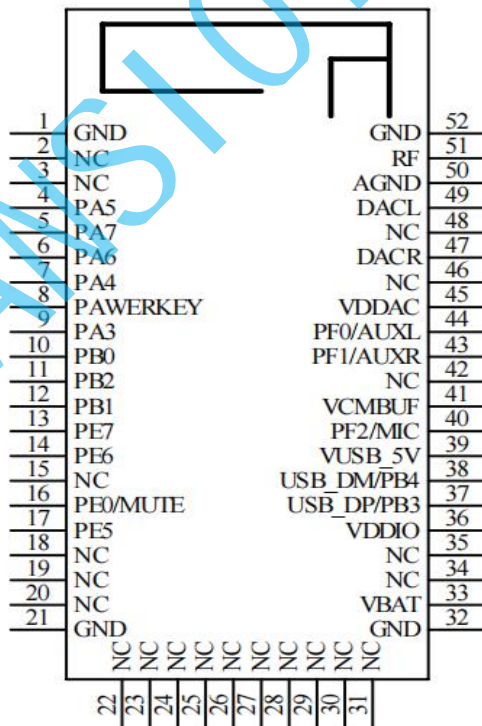 1 GND GND 52
2 NC RF 51
3 NC AGND 50
4 PA5 DACL 49
5 PA7 NC 48
6 PA6 DACR 47
7 PA4 NC 46
8 PAWERKEY VDDAC 45
9 PA3 PF0/AUXL 44
10 PB0 PF1/AUXR 43
11 PB2 NC 42
12 PB1 VCMBUF 41
13 PE7 PF2/MIC 40
14 PE6 VUSB_5V 39
15 NC USB_DM/PB4 38
16 PE0/MUTE USB_DP/PB3 37
17 PE5 VDDIO 36
18 NC NC 35
19 NC NC 34
20 NC VBAT 33
21 GND GND 32
NC NC NC NC NC NC NC NC NC NC
22 23 24 25 26 27 28 29 30 31